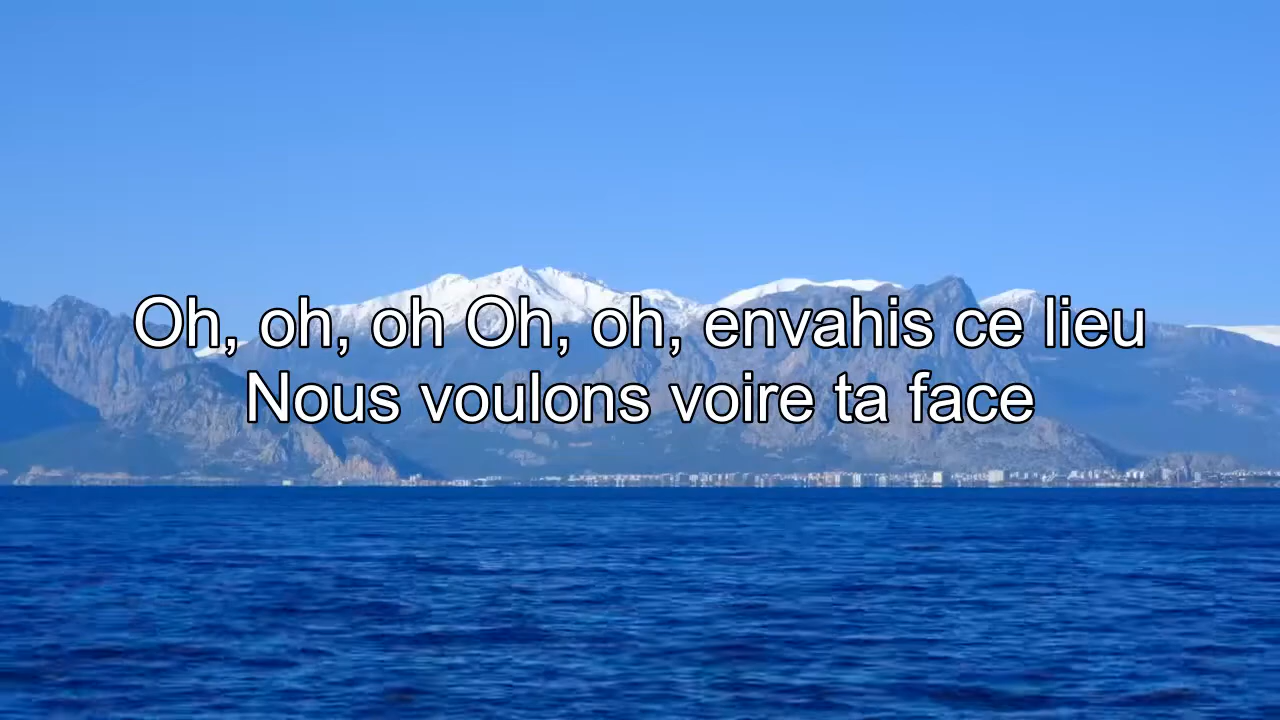 Oh, oh, oh Oh, oh, envahis ce lieu
Nous voulons voire ta face